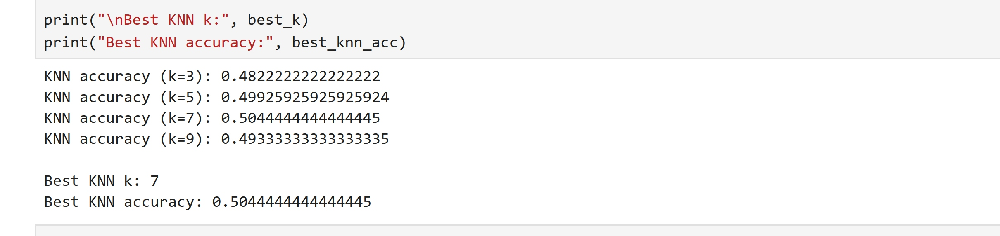 print("\nBest KNN k:", best_k)
print("Best KNN accuracy:", best_knn_acc)
KNN accuracy (k=3): 0.4822222222222222
KNN accuracy (k=5): 0.49925925925925924
KNN accuracy (k=7): 0.5044444444444445
KNN accuracy (k=9): 0.49333333333333335
Best KNN k: 7
Best KNN accuracy: 0.5044444444444445